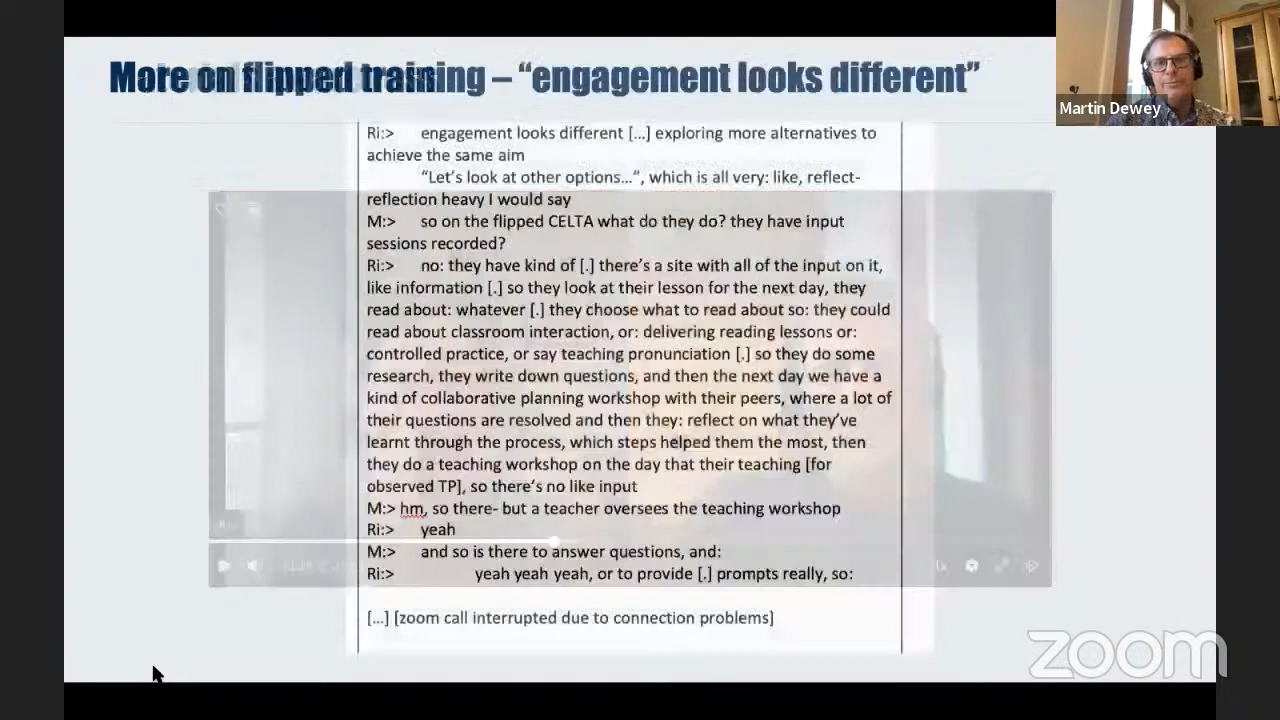 More on flipped training – “engagement looks different”
Martin Dewey
Ri:> engagement looks different […] exploring more alternatives to
achieve the same aim
“Let’s look at other options…”, which is all very: like, reflect-
reflection heavy I would say
M:> so on the flipped CELTA what do they do? they have input
sessions recorded?
Ri:> no: they have kind of [.] there’s a site with all of the input on it,
like information [.] so they look at their lesson for the next day, they
read about: whatever [.] they choose what to read about so: they could
read about classroom interaction, or: delivering reading lessons or:
controlled practice, or say teaching pronunciation [.] so they do some
research, they write down questions, and then the next day we have a
kind of collaborative planning workshop with their peers, where a lot of
their questions are resolved and then they: reflect on what they’ve
learnt through the process, which steps helped them the most, then
they do a teaching workshop on the day that their teaching [for
observed TP], so there’s no like input
M:> hm, so there- but a teacher oversees the teaching workshop
Ri:> yeah
M:> and so is there to answer questions, and:
Ri:> yeah yeah yeah, or to provide [.] prompts really, so:
[…] [zoom call interrupted due to connection problems]
zoom